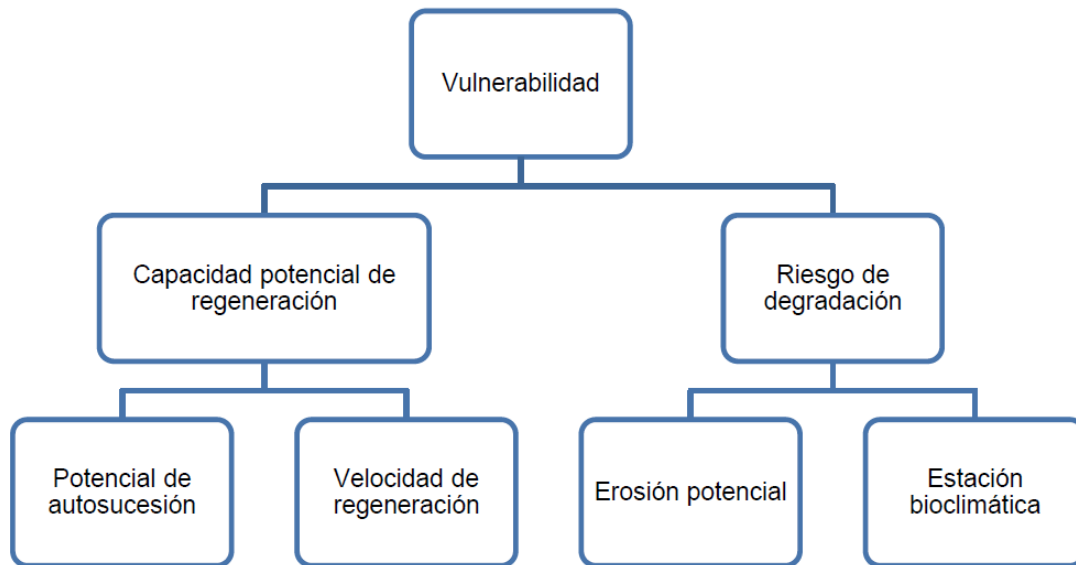 Vulnerabilidad
Capacidad potencial de
regeneración
Riesgo de
degradación
Potencial de
autosucesión
Velocidad de
regeneración
Erosión potencial
Estación
bioclimática